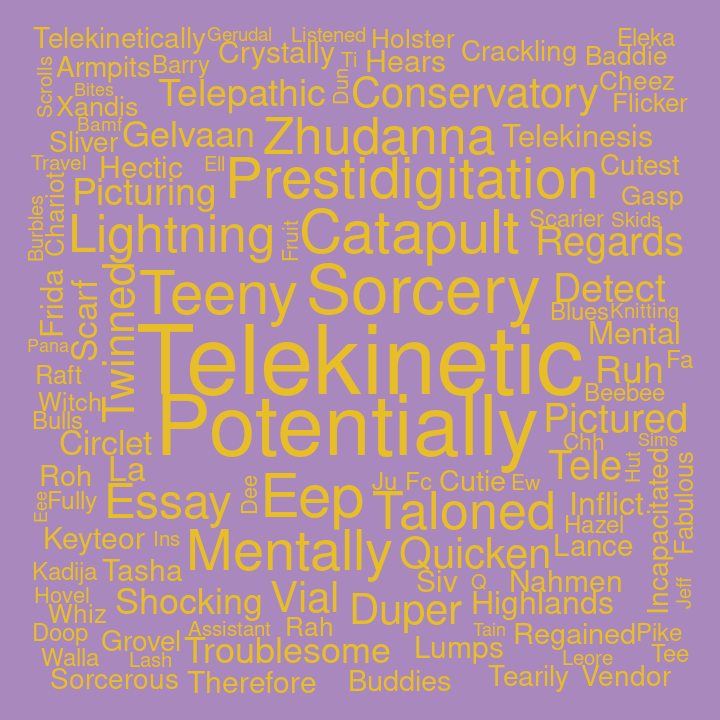 Telekinetically Gerudal Listened Holster Eleka
Armpits Barry Crystally Ti Hears Crackling Baddie
Scrolls Bites Xandis Telepathic Dun Conservatory Cheez Flicker
Bamf Sliver Gelvaan Zhudanna Telekinesis
Travel Hectic Ell Prestidigitation Cutest
Picturing Gasp
Burbles Chariot Lightning Fruit Catapult Scarier Skids Regards
Frida Scarf Twinned Teeny Sorcery Detect
Blues Knitting
Pana Telekinetic Mental Fa
Raft Ruh
Witch Potentially Beebee
Bulls Pictured
Circlet Chh Sims
Roh La Tele Hut
Eee Fully Essay Dee Eep Ju Fc Cutie Ew Inflict Incapacitated Fabulous
Taloned Hazel
Keyteor Ins Mentally Quicken Lance
Kadija Tasha Siv Q Nahmen Jeff
Hovel Whiz Shocking Vial Duper Highlands
Doop Grovel Assistant Rah Tain Regained Pike
Walla Lash Troublesome Lumps Leore Tee
Sorcerous Therefore Buddies Tearily Vendor